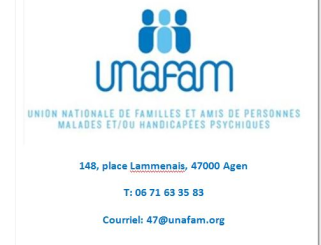 unafam
UNION NATIONALE DE FAMILLES ET AMIS DE PERSONNES
MALADES ET/OU HANDICAPÉES PSYCHIQUES
148, place Lammenais, 47000 Agen
T: 06 71 63 35 83
Courriel: 47@unafam.org